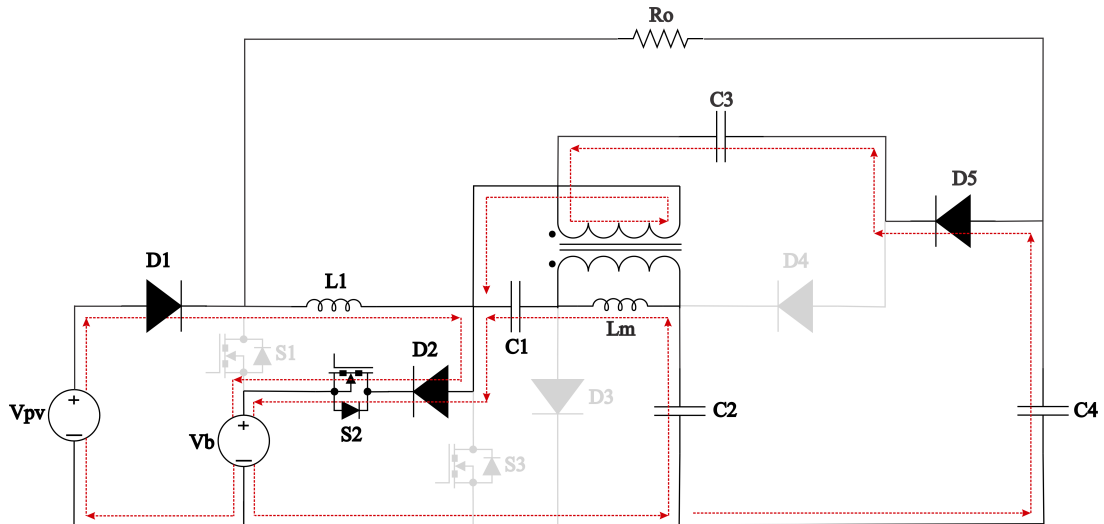 Ro
C3
D5
D1
L1
D4
Lm
C1
S1
D2
D3
Vpv
+
C2
C4
Vb
+
S2
S3